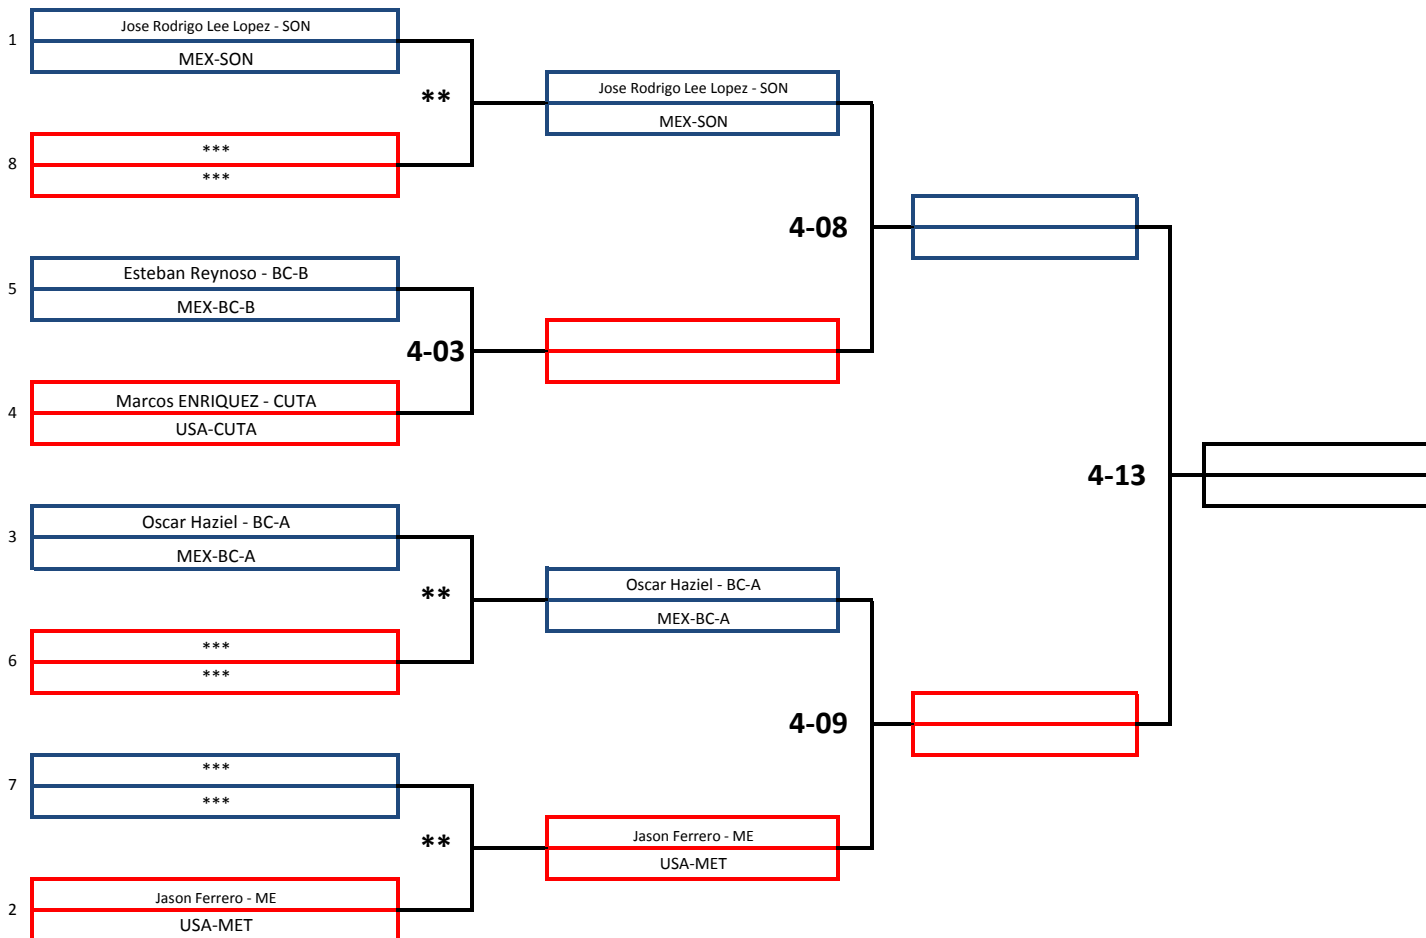 1
Jose Rodrigo Lee Lopez - SON
MEX-SON
**
8
***
***
Jose Rodrigo Lee Lopez - SON
MEX-SON
4-08
5
Esteban Reynoso - BC-B
MEX-BC-B
4-03
4
Marcos ENRIQUEZ - CUTA
USA-CUTA
4-13
3
Oscar Haziel - BC-A
MEX-BC-A
**
6
***
***
Oscar Haziel - BC-A
MEX-BC-A
4-09
7
***
***
**
2
Jason Ferrero - ME
USA-MET
Jason Ferrero - ME
USA-MET